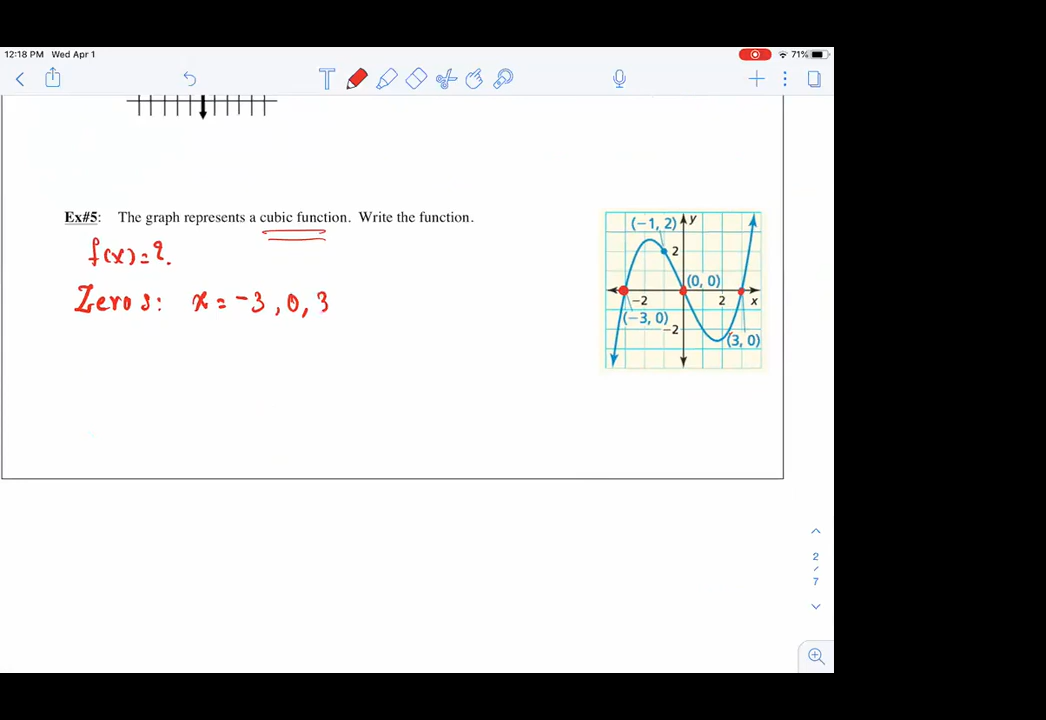 12:18 PM Wed Apr 1
71%
T
Ex#5: The graph represents a cubic function. Write the function.
f(x)=?.
Zeros: x = -3, 0, 3
(−1, 2)
y
2
(0, 0)
−2
2
x
(−3, 0)
−2
(3, 0)
2
/
7